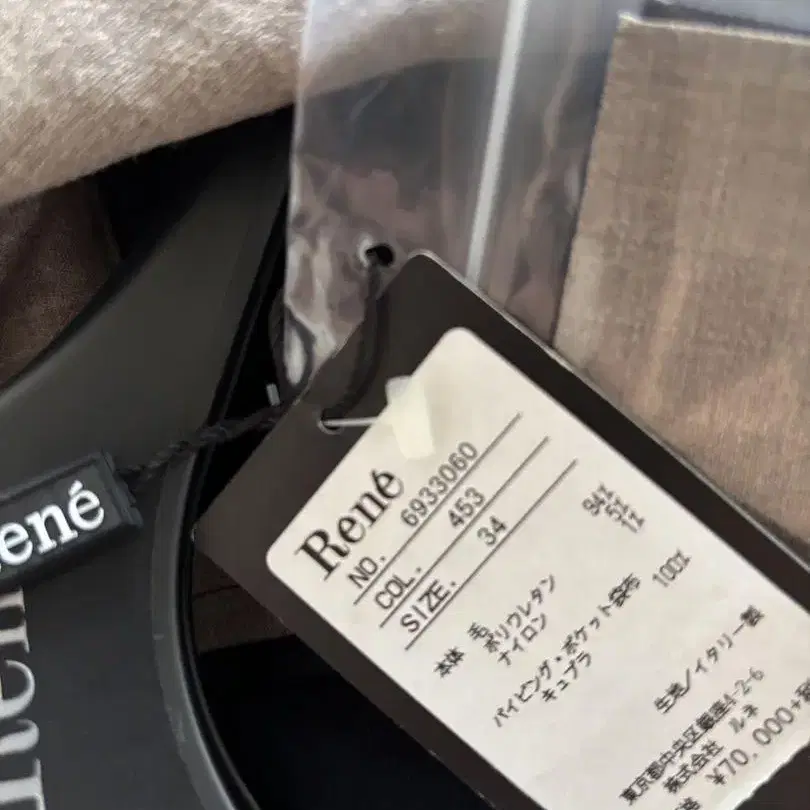 René
NO. 6933060
COL. 453
SIZE. 34
本体 毛 94%
ポリウレタン 5%
ナイロン 1%
パイピング・ポケット袋布
キュプラ 100%
生地/イタリー製
東京都中央区銀座4-2-6
株式会社 ルネ
¥70,000+
ené